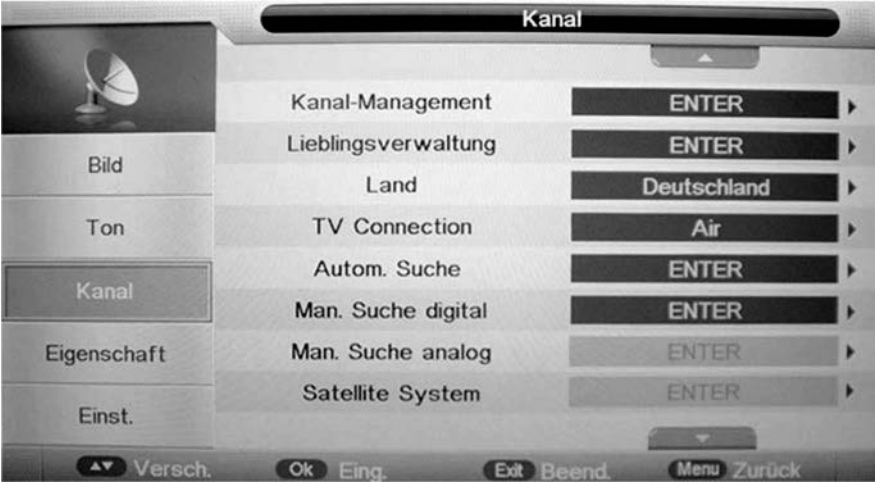 Kanal
Kanal-Management ENTER
Lieblingsverwaltung ENTER
Bild
Land Deutschland
Ton
TV Connection Air
Autom. Suche ENTER
Kanal
Man. Suche digital ENTER
Eigenschaft
Man. Suche analog ENTER
Satellite System ENTER
Einst.
Versch. Ok Eing. Exit Beend. Menu Zurück